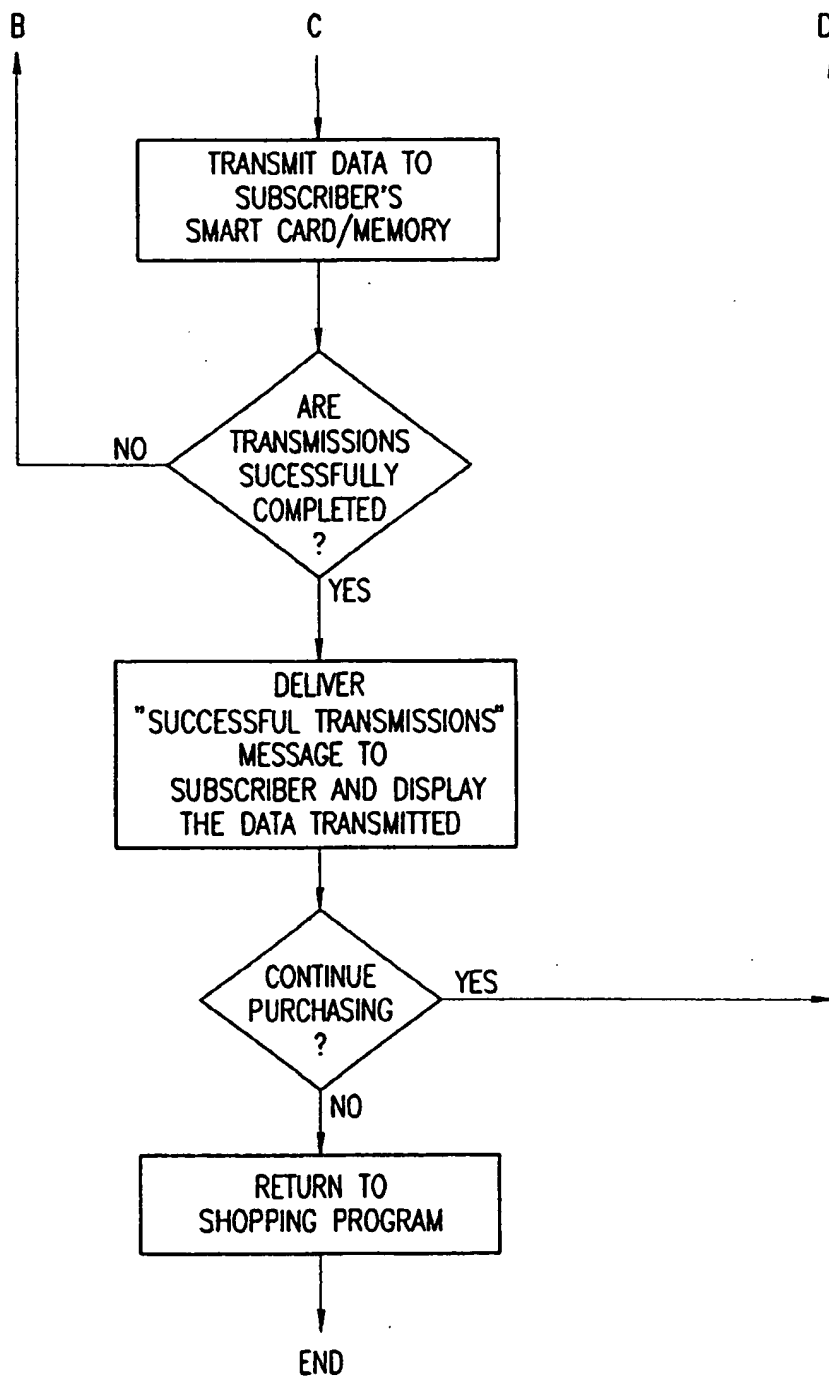 B
C
D
TRANSMIT DATA TO
SUBSCRIBER'S
SMART CARD/MEMORY
ARE
TRANSMISSIONS
SUCESSFULLY
COMPLETED
?
NO
YES
DELIVER
"SUCCESSFUL TRANSMISSIONS"
MESSAGE TO
SUBSCRIBER AND DISPLAY
THE DATA TRANSMITTED
CONTINUE
PURCHASING
?
YES
NO
RETURN TO
SHOPPING PROGRAM
END